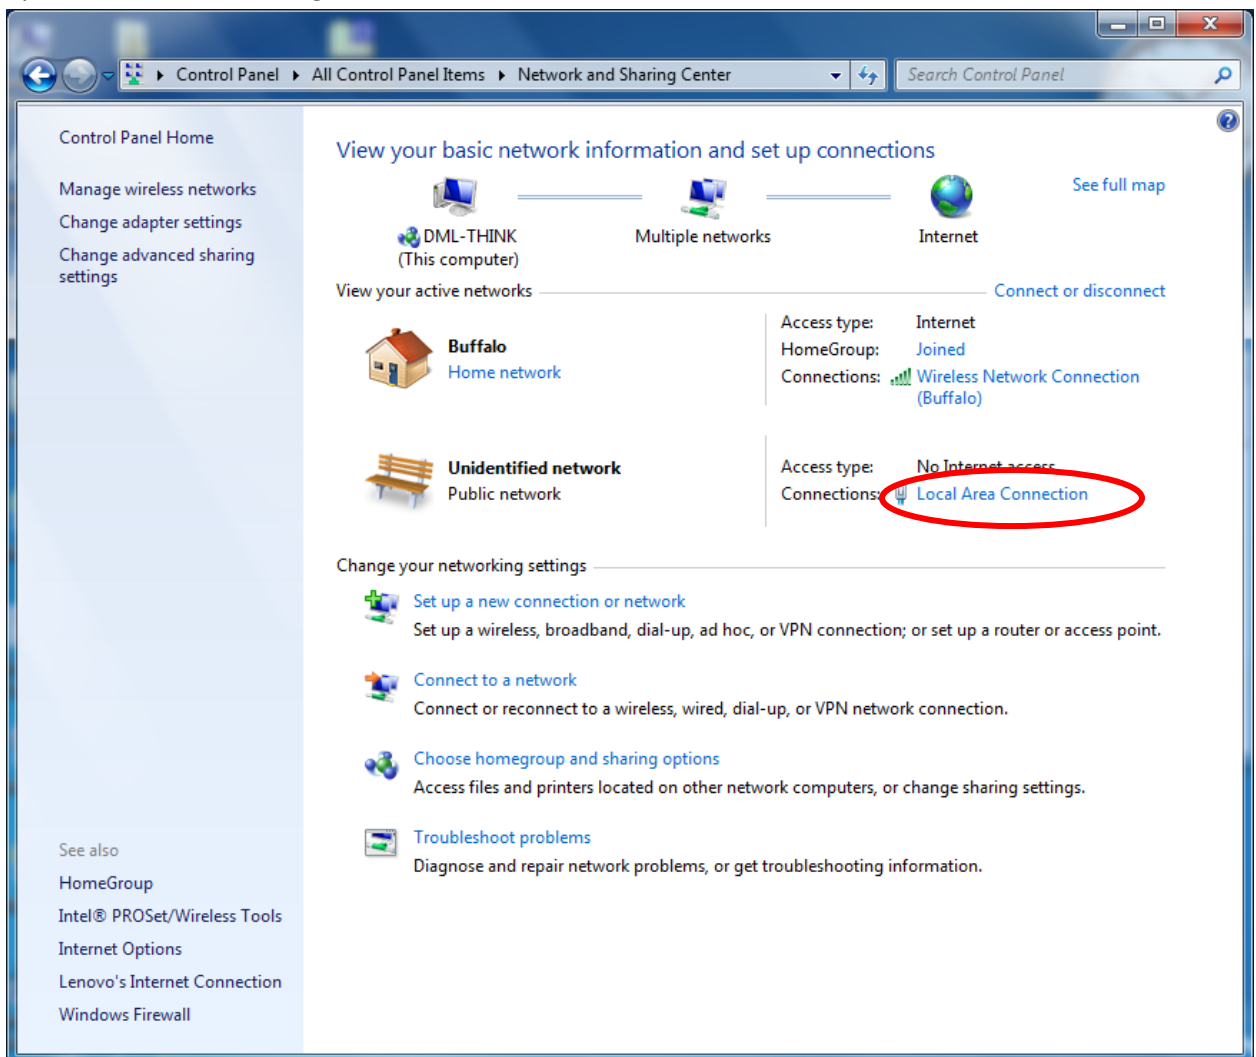 Control Panel ▸ All Control Panel Items ▸ Network and Sharing Center
Search Control Panel
Control Panel Home
Manage wireless networks
Change adapter settings
Change advanced sharing
settings
See also
HomeGroup
Intel® PROSet/Wireless Tools
Internet Options
Lenovo's Internet Connection
Windows Firewall
View your basic network information and set up connections
See full map
DML-THINK
(This computer)
Multiple networks
Internet
View your active networks
Connect or disconnect
Buffalo
Home network
Access type: Internet
HomeGroup: Joined
Connections: Wireless Network Connection
(Buffalo)
Unidentified network
Public network
Access type: No Internet access
Connections: Local Area Connection
Change your networking settings
Set up a new connection or network
Set up a wireless, broadband, dial-up, ad hoc, or VPN connection; or set up a router or access point.
Connect to a network
Connect or reconnect to a wireless, wired, dial-up, or VPN network connection.
Choose homegroup and sharing options
Access files and printers located on other network computers, or change sharing settings.
Troubleshoot problems
Diagnose and repair network problems, or get troubleshooting information.